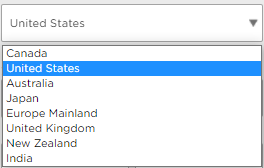 United States
Canada
United States
Australia
Japan
Europe Mainland
United Kingdom
New Zealand
India